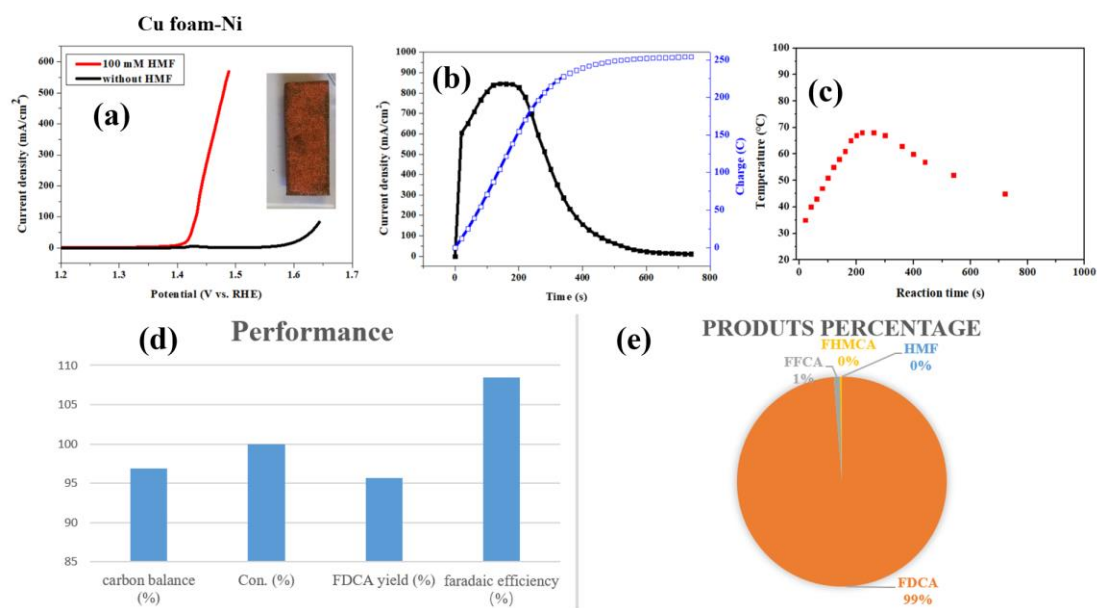 Cu foam-Ni
(a)
100 mM HMF
without HMF
Current density (mA/cm²)
600
500
400
300
200
100
0
1.2 1.3 1.4 1.5 1.6 1.7
Potential (V vs. RHE)
(b)
Current density (mA/cm²)
1000
900
800
700
600
500
400
300
200
100
0
0 200 400 600 800
Time (s)
250
200
150
100
50
0
Charge (C)
(c)
Temperature (°C)
100
90
80
70
60
50
40
30
20
0 200 400 600 800 1000
Reaction time (s)
(d)
Performance
110
105
100
95
90
85
carbon balance
(%)
Con. (%)
FDCA yield (%)
faradaic efficiency
(%)
(e)
PRODUTS PERCENTAGE
FHMCA
0%
HMF
0%
FFCA
1%
FDCA
99%